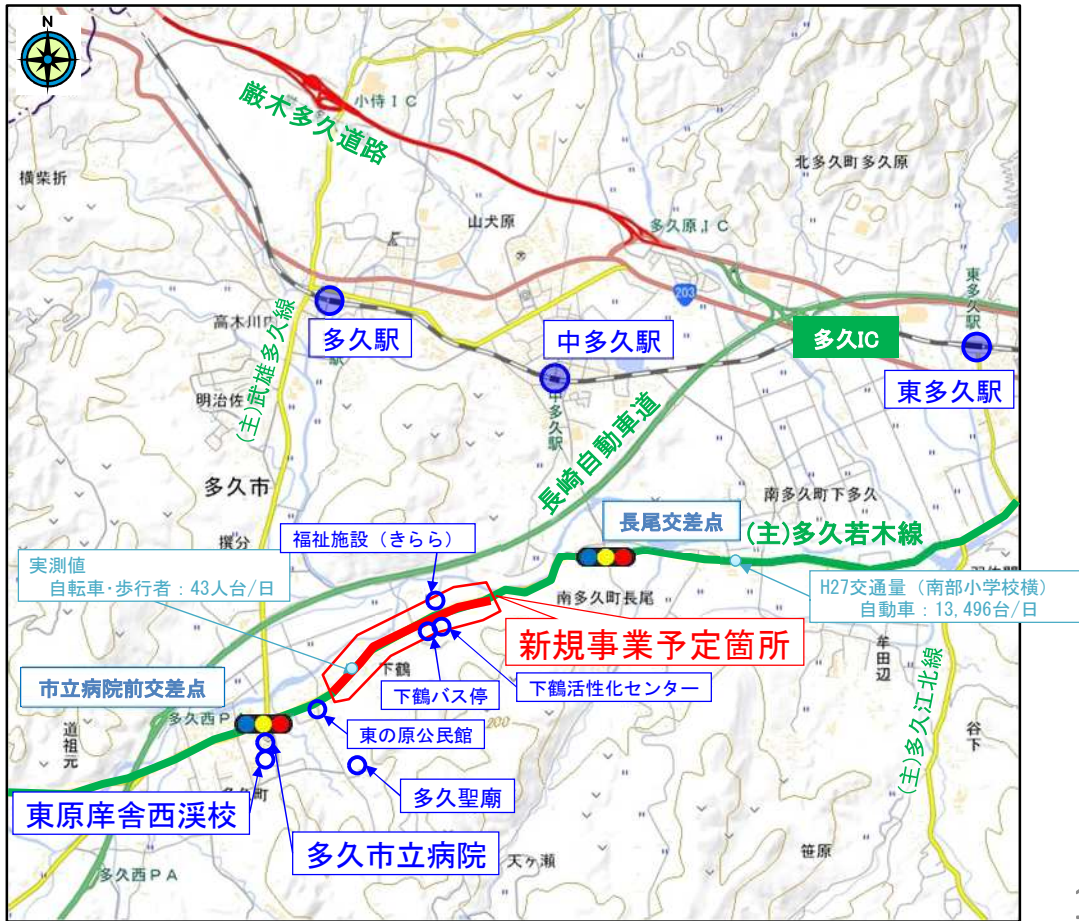 N
小侍IC
厳木多久道路
横柴折
北多久町多久原
山犬原
多久原IC
203
東多久駅
高木川内
多久駅
中多久駅
多久IC
東多久駅
(主)武雄多久線
明治佐
中多久駅
長崎自動車道
多久市
南多久町下多久
長尾交差点
(主)多久若木線
撰分
福祉施設（きらら）
実測値
自転車・歩行者：43人台/日
南多久町長尾
H27交通量（南部小学校横）
自動車：13,496台/日
新規事業予定箇所
下鶴
市立病院前交差点
下鶴バス停
下鶴活性化センター
牟田辺
多久西P
200
道祖元
東の原公民館
谷下
(主)多久江北線
多久聖廟
多久町
東原庠舎西渓校
多久市立病院
天ヶ瀬
笹原
多久西PA